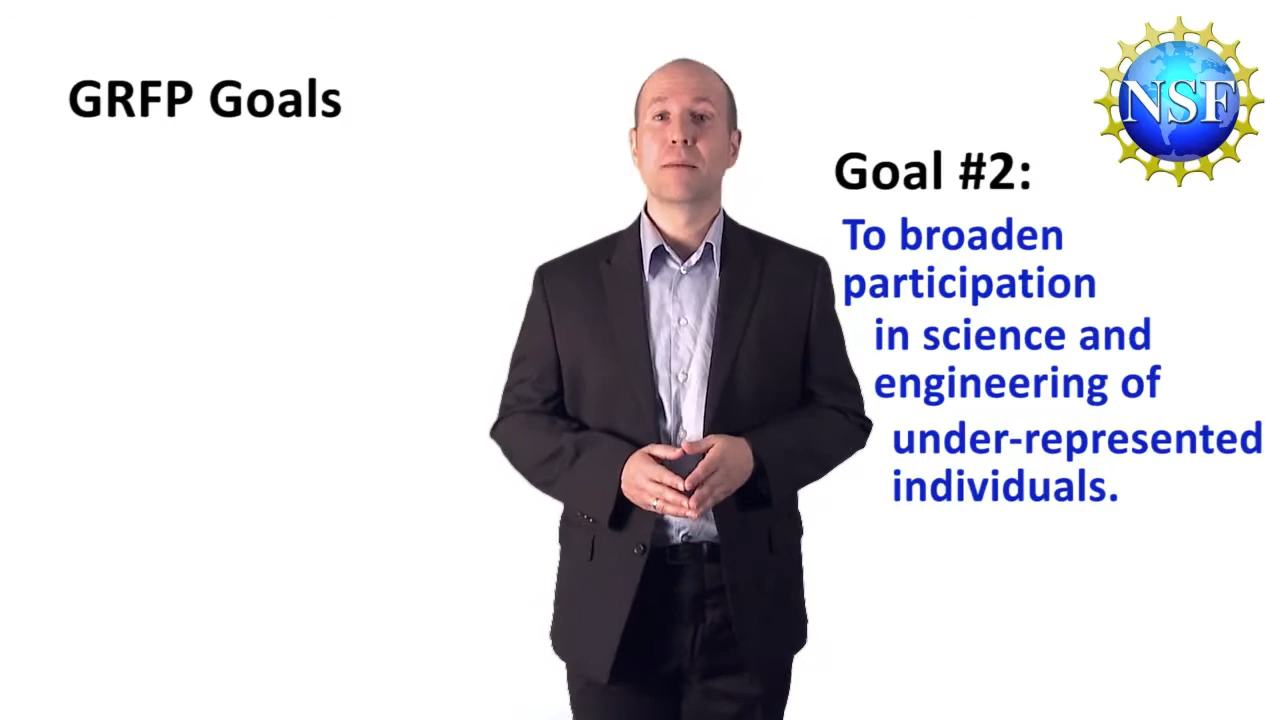 GRFP Goals
NSF
Goal #2:
To broaden
participation
in science and
engineering of
under-represented
individuals.